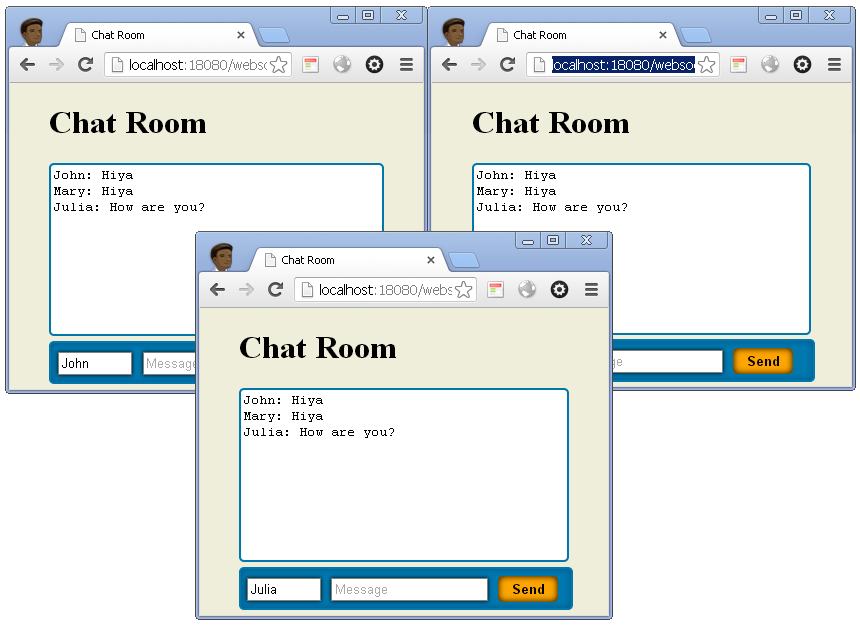 Chat Room
localhost:18080/webso
Chat Room
John: Hiya
Mary: Hiya
Julia: How are you?
John
Message
Chat Room
localhost:18080/webso
Chat Room
John: Hiya
Mary: Hiya
Julia: How are you?
Send
Chat Room
localhost:18080/webs
Chat Room
John: Hiya
Mary: Hiya
Julia: How are you?
Julia
Message
Send